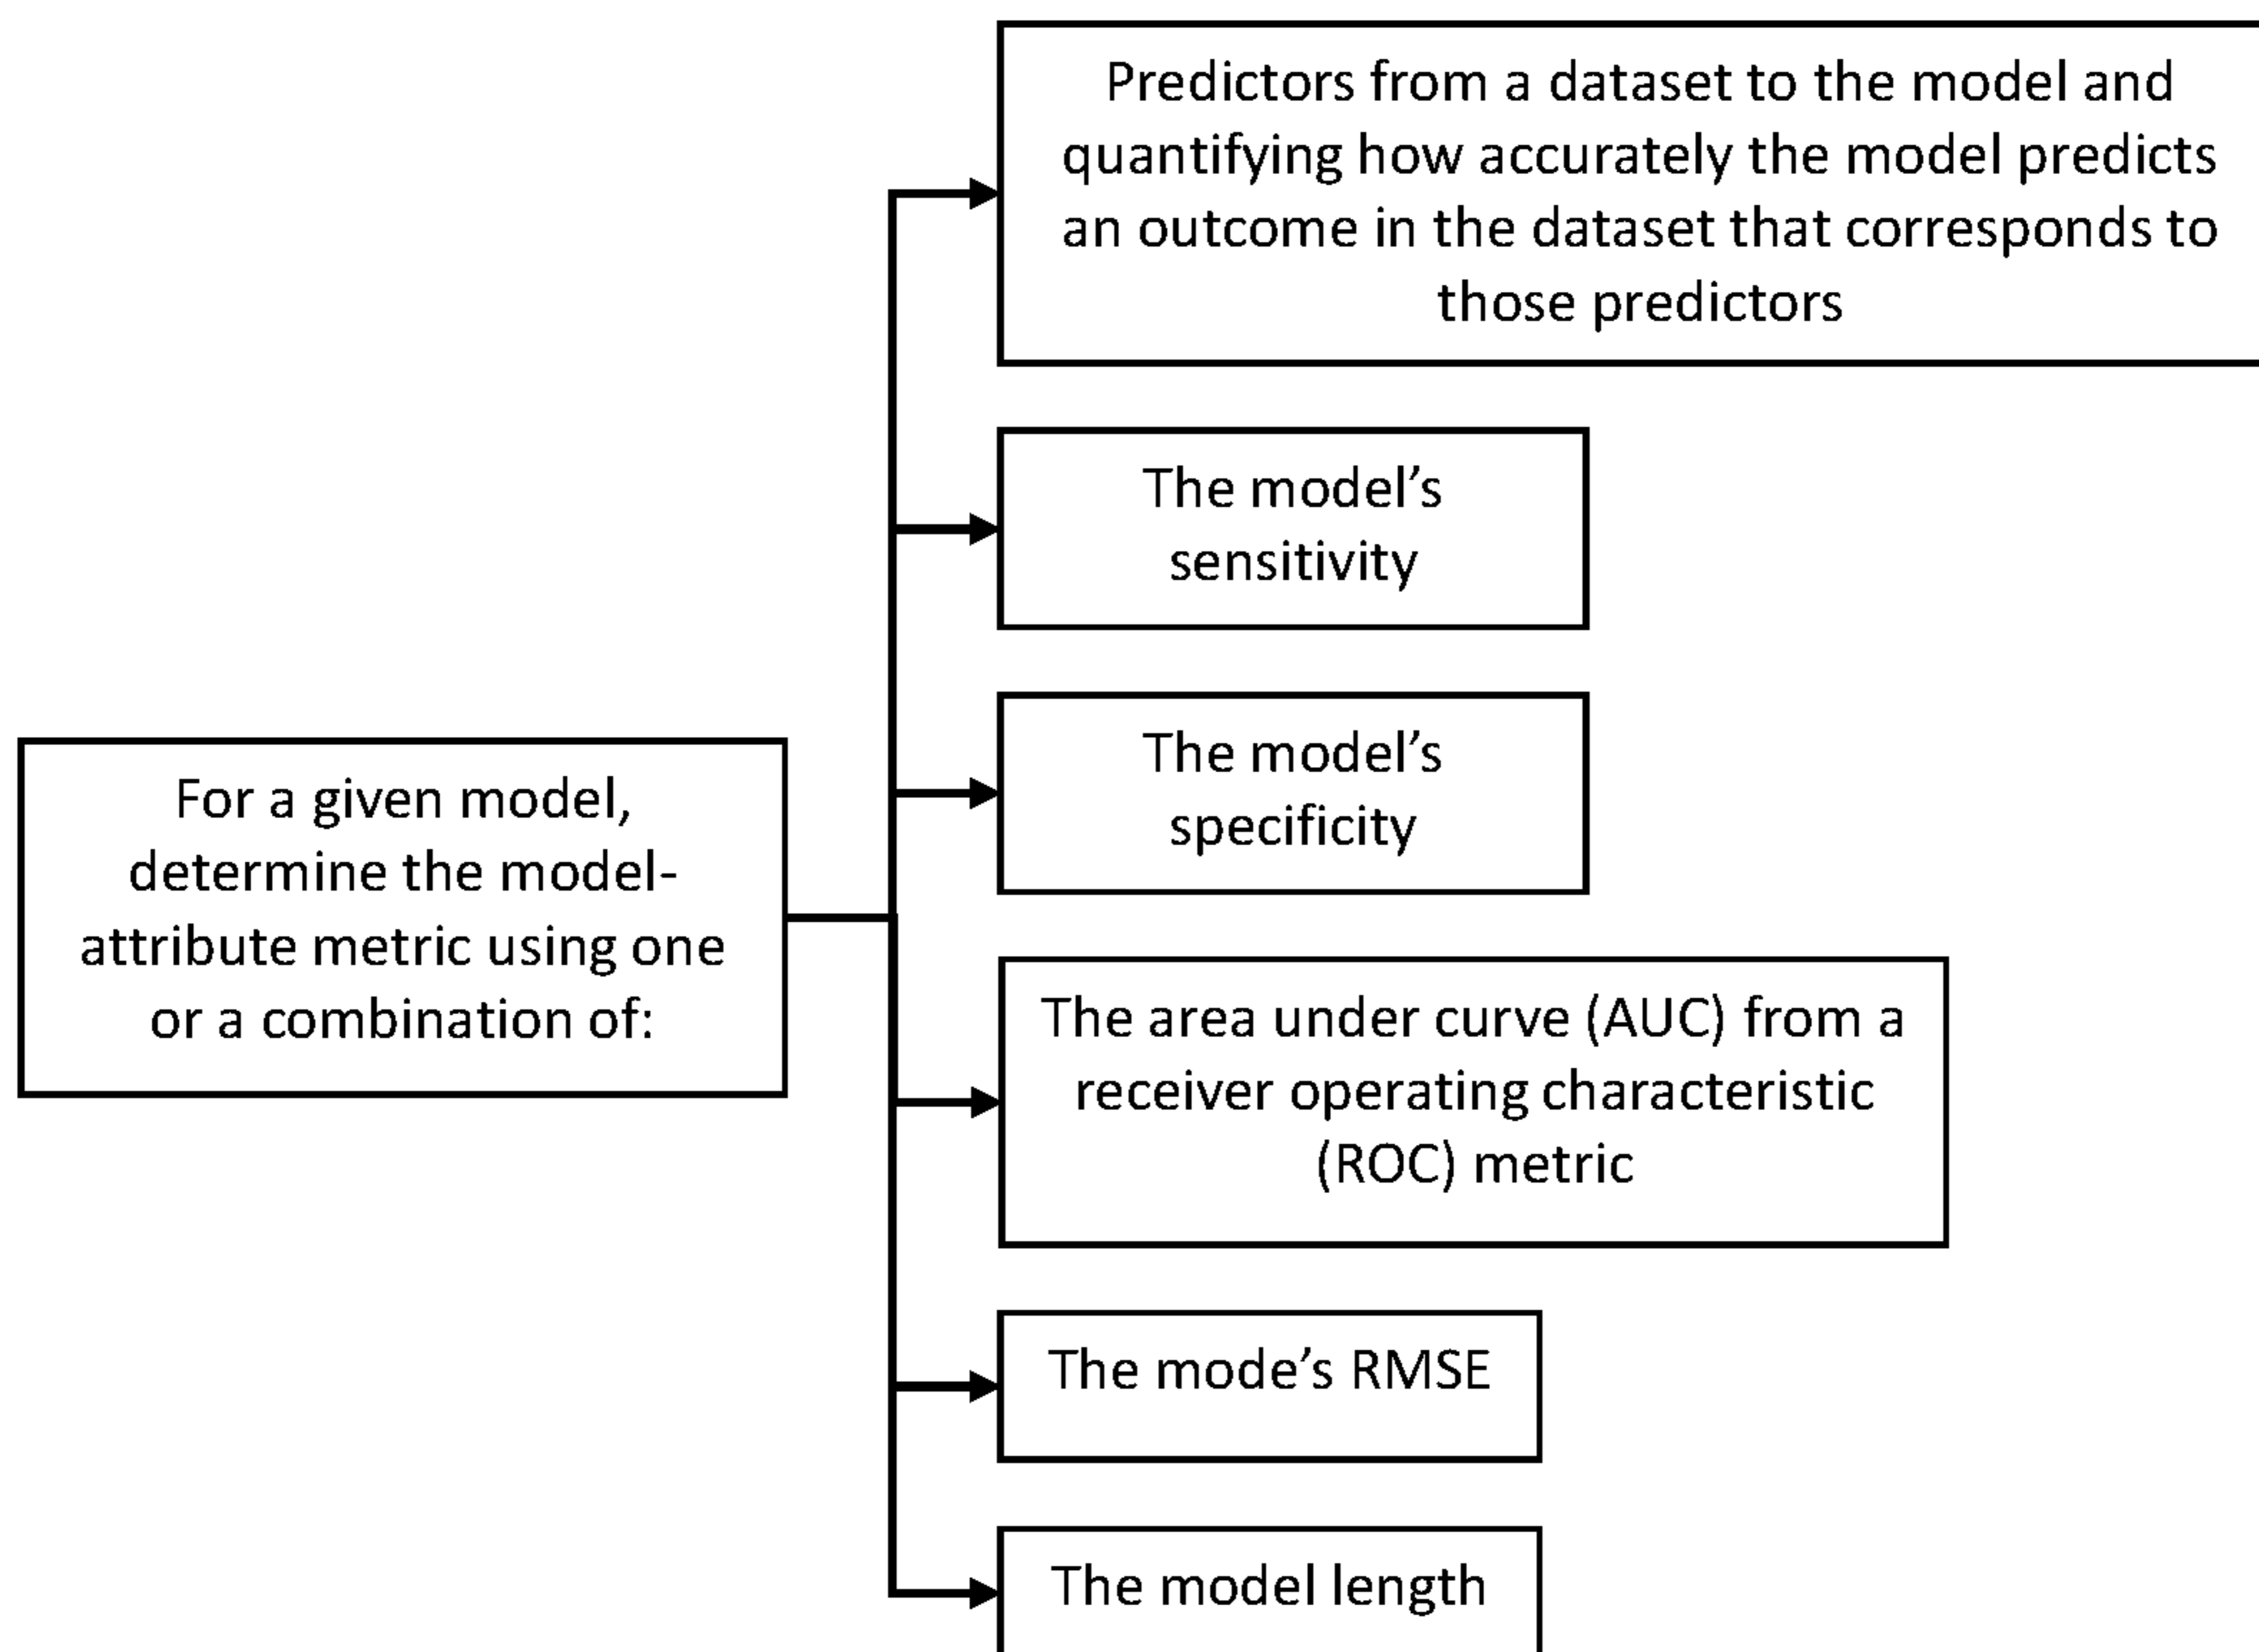 Predictors from a dataset to the model and
quantifying how accurately the model predicts
an outcome in the dataset that corresponds to
those predictors
The model’s
sensitivity
The model’s
specificity
For a given model,
determine the model-
attribute metric using one
or a combination of:
The area under curve (AUC) from a
receiver operating characteristic
(ROC) metric
The mode’s RMSE
The model length